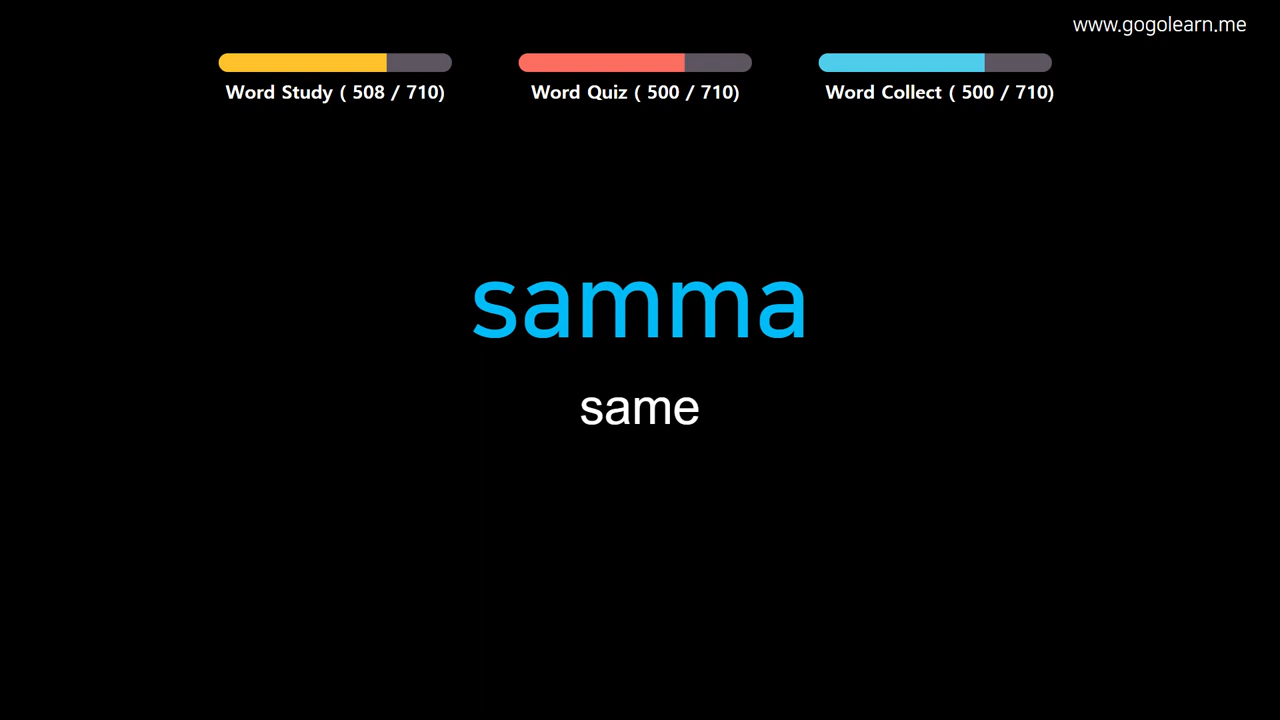 www.gogolearn.me
Word Study ( 508 / 710)
Word Quiz ( 500 / 710)
Word Collect ( 500 / 710)
samma
same